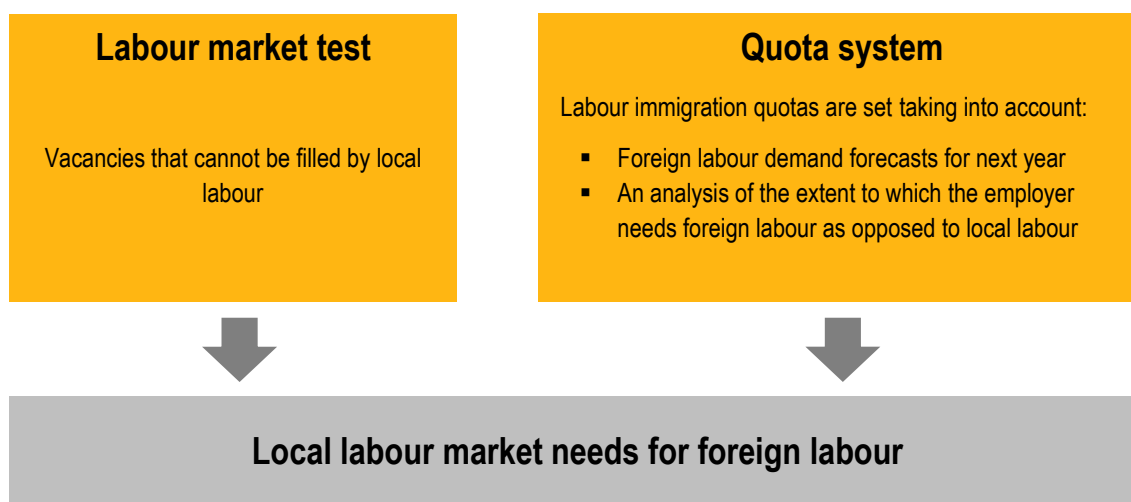 Labour market test
Vacancies that cannot be filled by local
labour
Quota system
Labour immigration quotas are set taking into account:
▪ Foreign labour demand forecasts for next year
▪ An analysis of the extent to which the employer
needs foreign labour as opposed to local labour
Local labour market needs for foreign labour